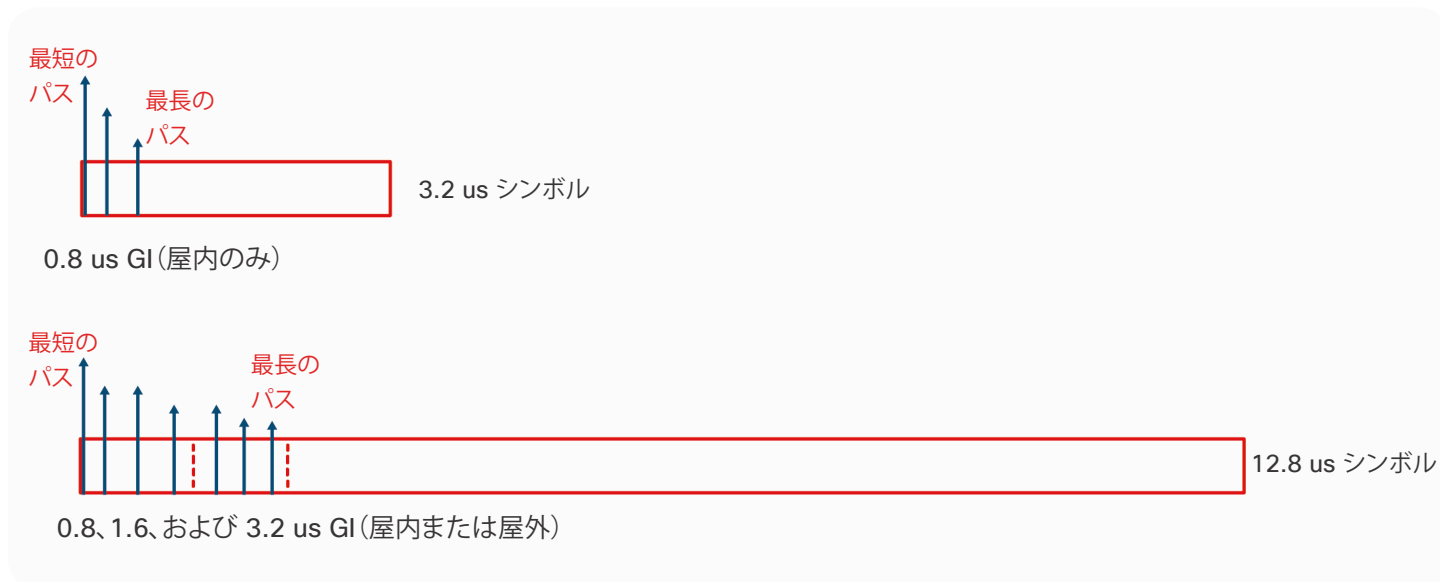 最短の
パス
最長の
パス
3.2 us シンボル
0.8 us GI（屋内のみ）
最短の
パス
最長の
パス
12.8 us シンボル
0.8、1.6、および 3.2 us GI（屋内または屋外）